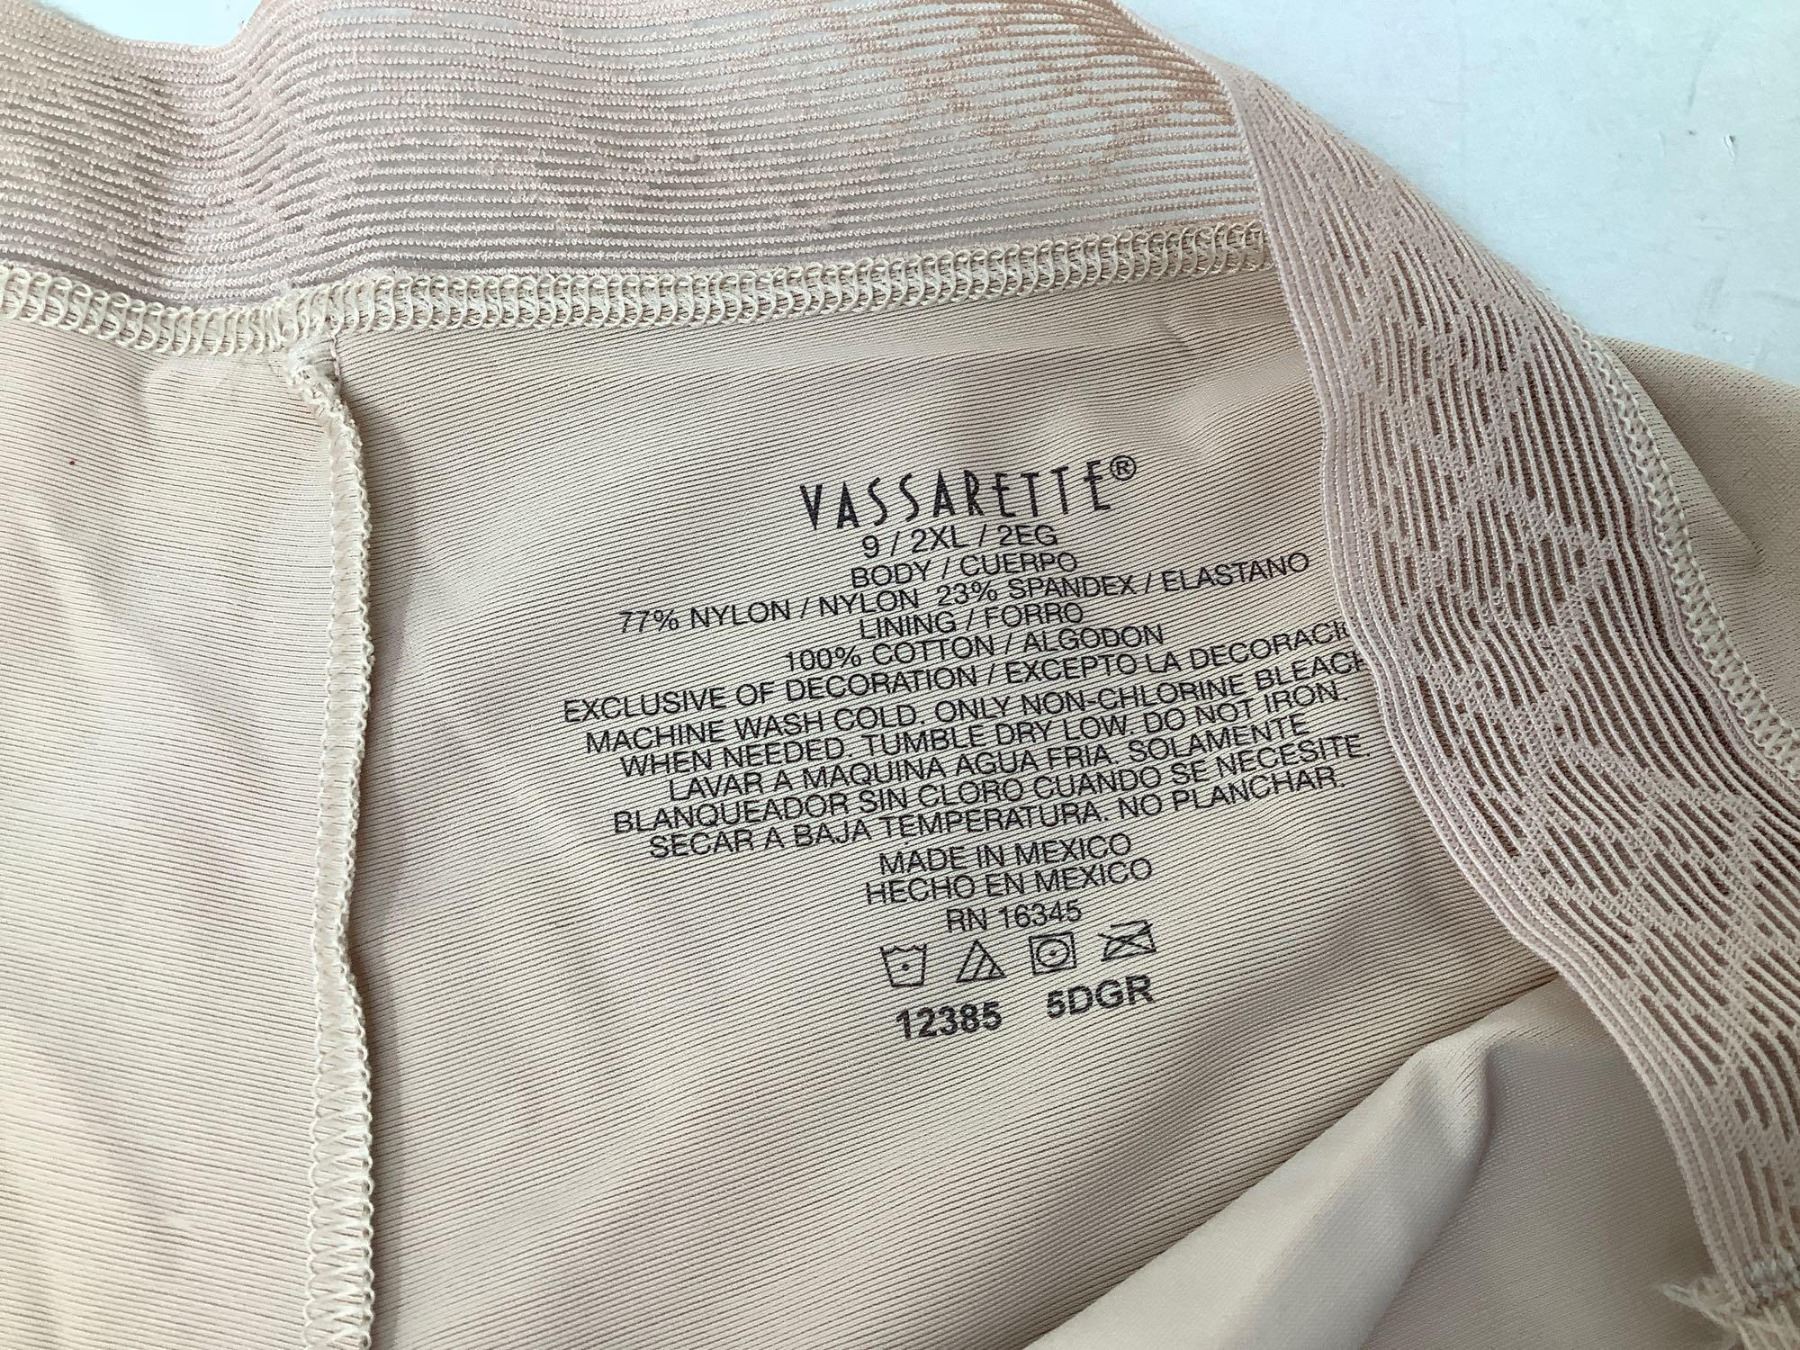 VASSARETTE®
9 / 2XL / 2EG
BODY / CUERPO
77% NYLON / NYLON 23% SPANDEX / ELASTANO
LINING / FORRO
100% COTTON / ALGODON
EXCLUSIVE OF DECORATION / EXCEPTO LA DECORACI
MACHINE WASH COLD. ONLY NON-CHLORINE BLEACH
WHEN NEEDED. TUMBLE DRY LOW. DO NOT IRON.
LAVAR A MAQUINA AGUA FRIA. SOLAMENTE
BLANQUEADOR SIN CLORO CUANDO SE NECESITE.
SECAR A BAJA TEMPERATURA. NO PLANCHAR.
MADE IN MEXICO
HECHO EN MEXICO
RN 16345
12385 5DGR